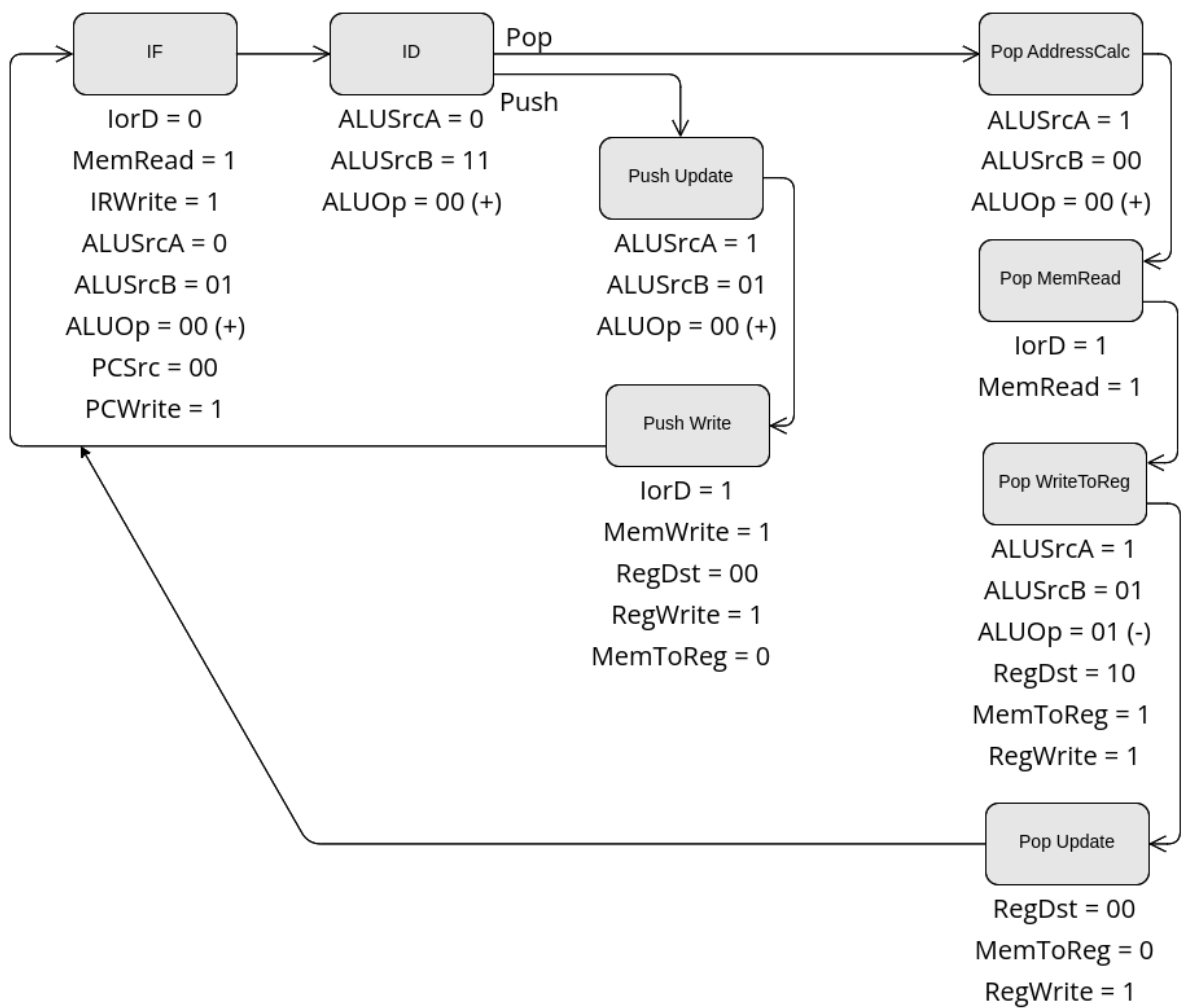 IF
IorD = 0
MemRead = 1
IRWrite = 1
ALUSrcA = 0
ALUSrcB = 01
ALUOp = 00 (+)
PCSrc = 00
PCWrite = 1
ID
ALUSrcA = 0
ALUSrcB = 11
ALUOp = 00 (+)
Pop
Push
Push Update
ALUSrcA = 1
ALUSrcB = 01
ALUOp = 00 (+)
Push Write
IorD = 1
MemWrite = 1
RegDst = 00
RegWrite = 1
MemToReg = 0
Pop AddressCalc
ALUSrcA = 1
ALUSrcB = 00
ALUOp = 00 (+)
Pop MemRead
IorD = 1
MemRead = 1
Pop WriteToReg
ALUSrcA = 1
ALUSrcB = 01
ALUOp = 01 (-)
RegDst = 10
MemToReg = 1
RegWrite = 1
Pop Update
RegDst = 00
MemToReg = 0
RegWrite = 1